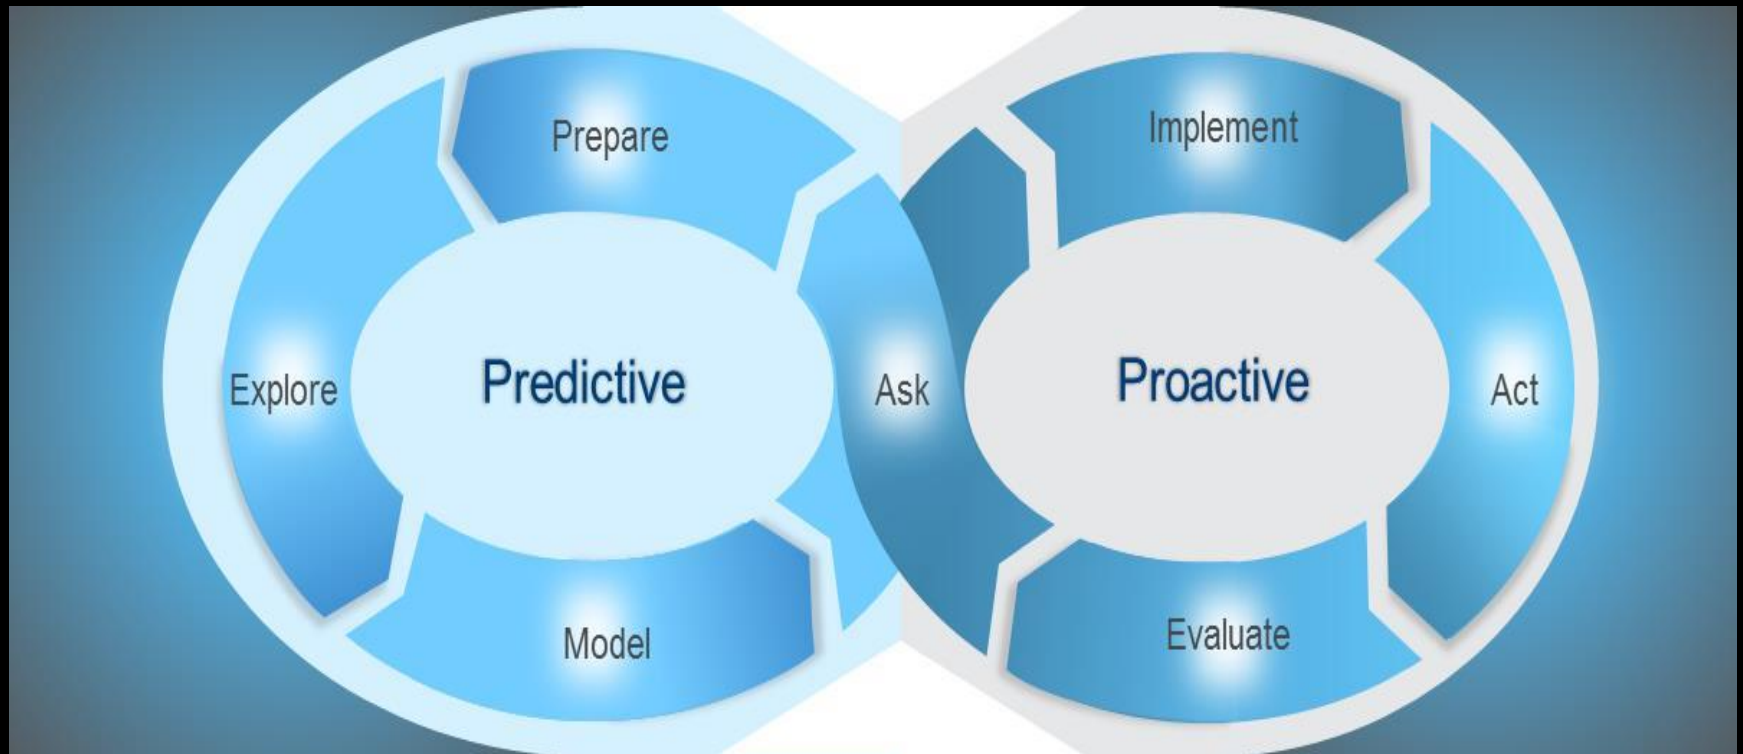 Prepare
Implement
Explore
Predictive
Ask
Proactive
Act
Model
Evaluate